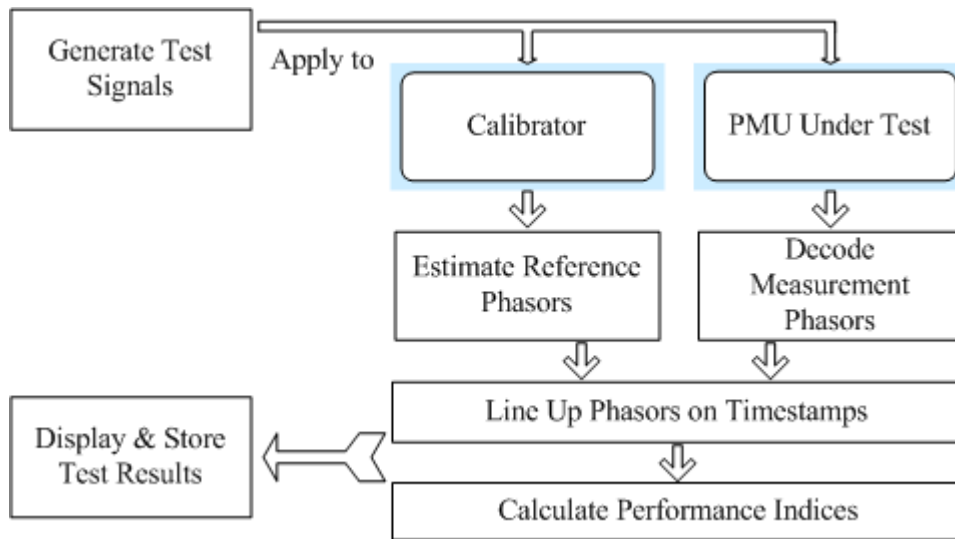 Generate Test
Signals
Apply to
Calibrator
PMU Under Test
Estimate Reference
Phasors
Decode
Measurement
Phasors
Line Up Phasors on Timestamps
Display & Store
Test Results
Calculate Performance Indices